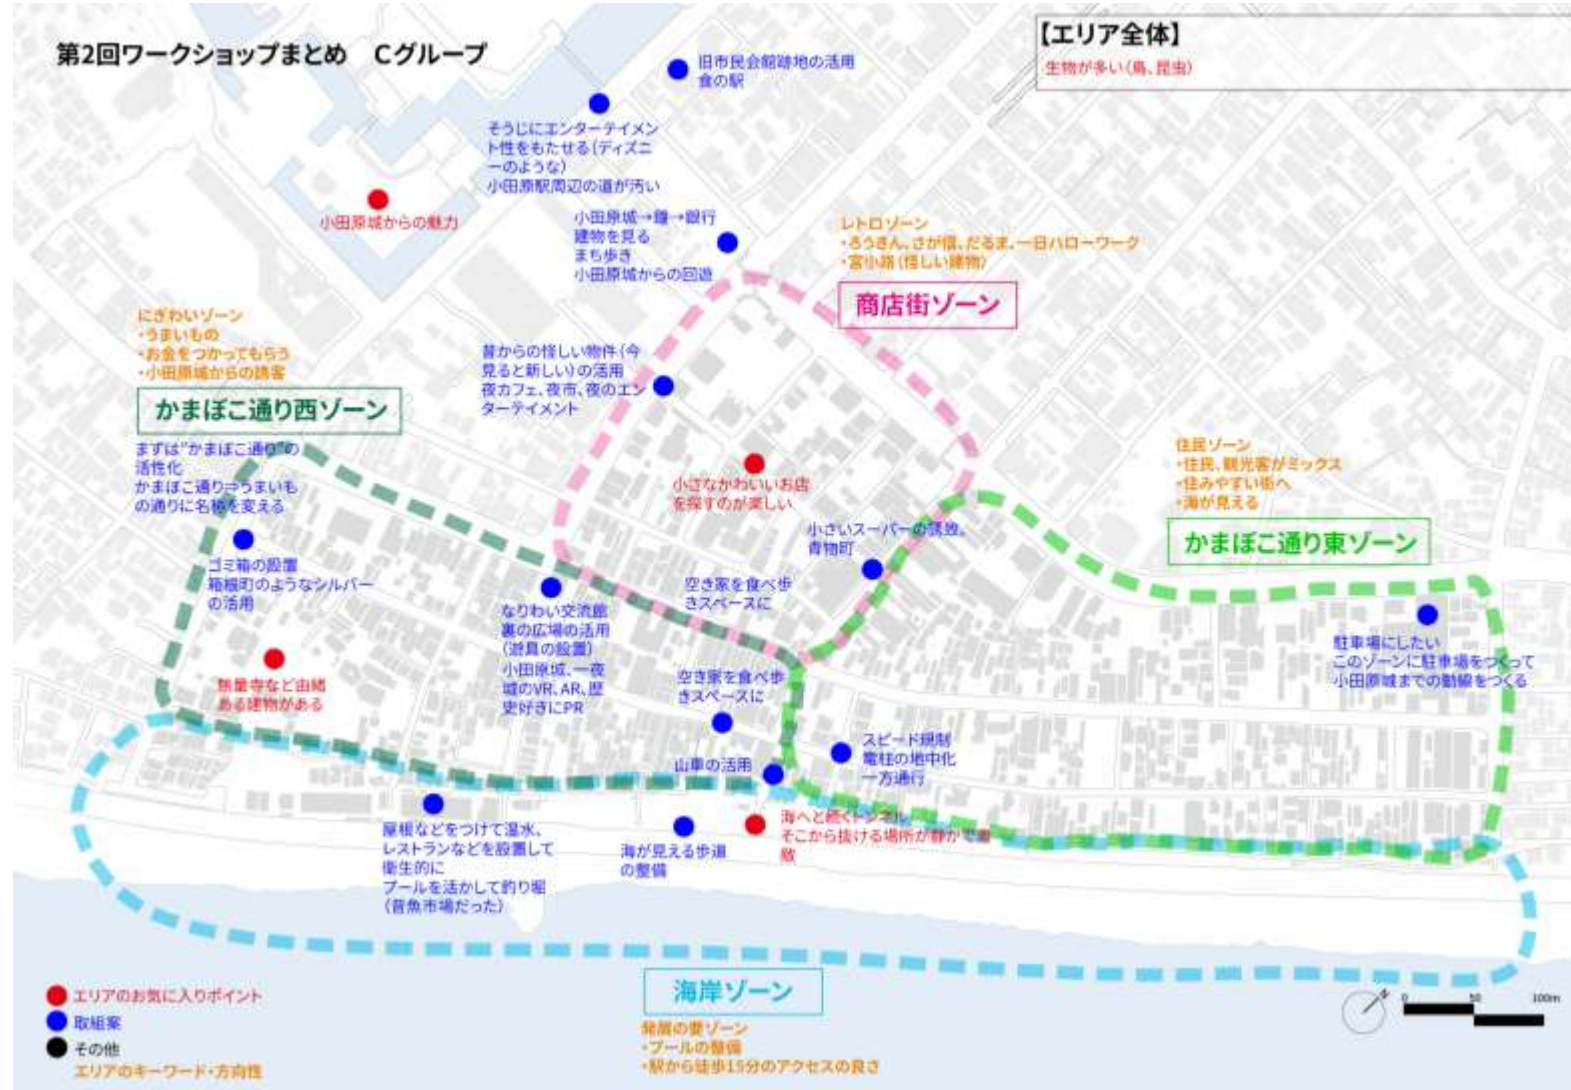 第2回ワークショップまとめ　Cグループ
【エリア全体】
生物が多い(鳥、昆虫)
旧市民会館跡地の活用
食の駅
そうじにエンターテイメン
ト性をもたせる(ディズニ
ーのような)
小田原駅周辺の道が汚い
小田原城からの魅力
小田原城→鐘→銀行
建物を見る
まち歩き
小田原城からの回遊
レトロゾーン
・ろうきん、さが信、だるま、一日ハローワーク
・宮小路(怪しい建物)
商店街ゾーン
にぎわいゾーン
・うまいもの
・お金をつかってもらう
・小田原城からの誘客
かまぼこ通り西ゾーン
まずは"かまぼこ通り"の
活性化
かまぼこ通り⇒うまいも
の通りに名称を変える
昔からの怪しい物件(今
見ると新しい)の活用
夜カフェ、夜市、夜のエン
ターテイメント
小さなかわいいお店
を探すのが楽しい
住民ゾーン
・住民、観光客がミックス
・住みやすい街へ
・海が見える
かまぼこ通り東ゾーン
小さいスーパーの誘致。
青物町
ゴミ箱の設置
箱根町のようなシルバー
の活用
空き家を食べ歩
きスペースに
なりわい交流館
裏の広場の活用
(遊具の設置)
小田原城、一夜
城のVR、AR、歴
史好きにPR
駐車場にしたい
このゾーンに駐車場をつくって
小田原城までの動線をつくる
無量寺など由緒
ある建物がある
空き家を食べ歩
きスペースに
山車の活用
スピード規制
電柱の地中化
一方通行
屋根などをつけて温水、
レストランなどを設置して
衛生的に
プールを活かして釣り堀
(昔魚市場だった)
海が見える歩道
の整備
海へと続くトンネル
そこから抜ける場所が静かで素
敵
海岸ゾーン
発展の要ゾーン
・プールの整備
・駅から徒歩15分のアクセスの良さ
エリアのお気に入りポイント
取組案
その他
エリアのキーワード・方向性
N
0 50 100m